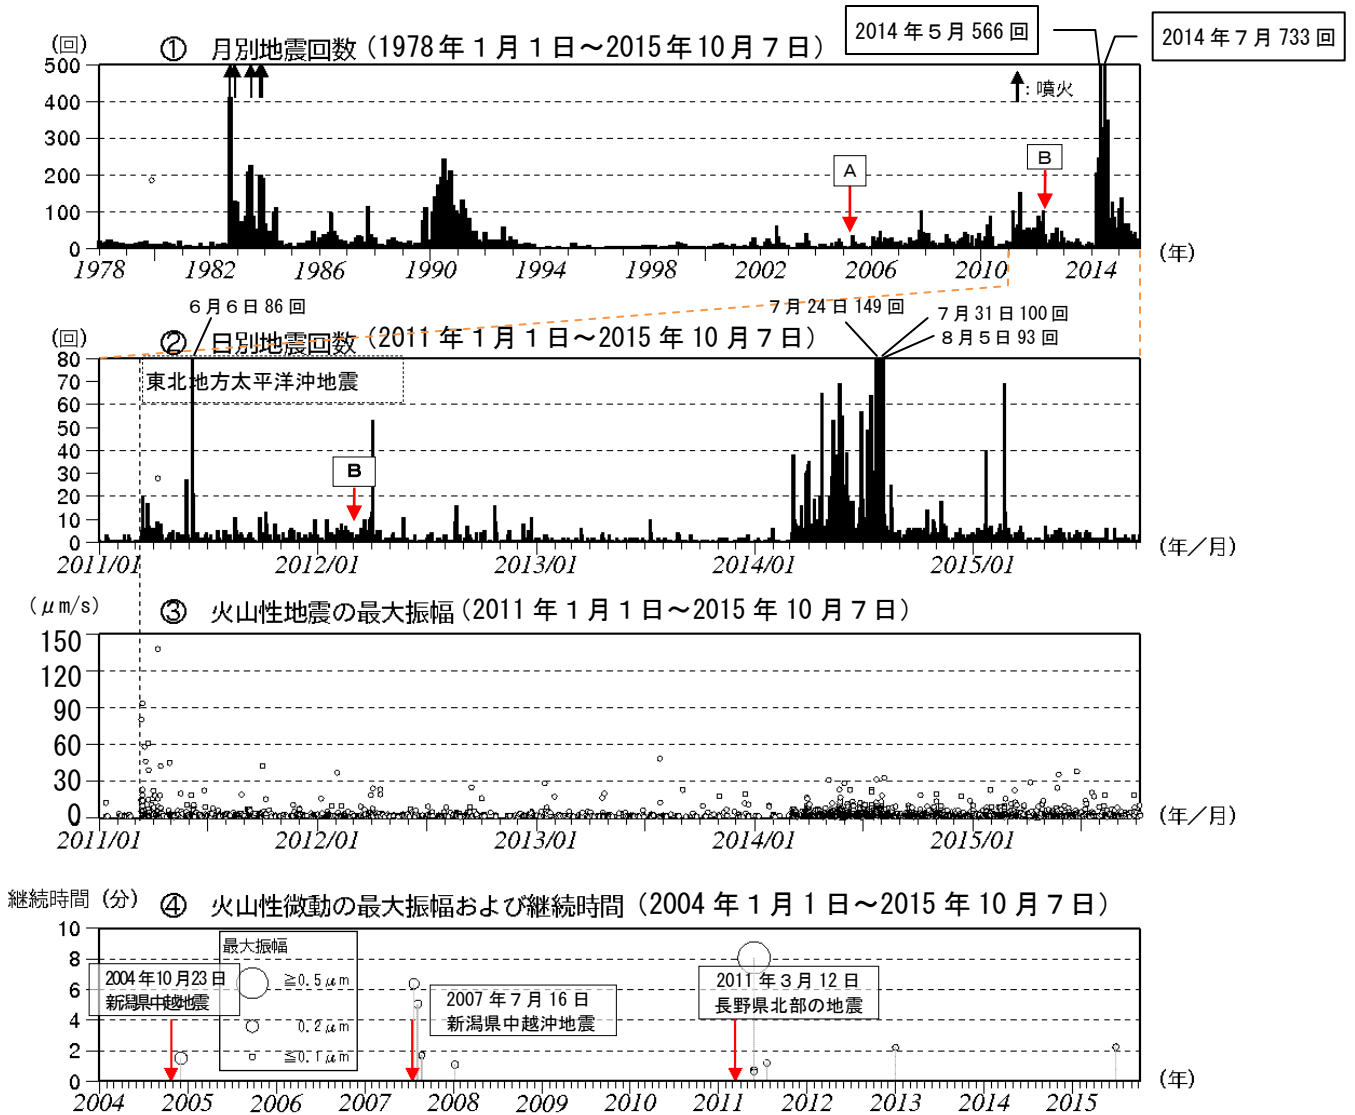 (回)
① 月別地震回数（1978年１月１日～2015年10月７日）
2014年５月566回
2014年７月733回
↑：噴火
500
400
300
200
100
0
A
B
1978
1982
1986
1990
1994
1998
2002
2006
2010
2014
(年)
６月６日86回
７月24日149回
７月31日100回
８月５日93回
(回)
② 日別地震回数（2011年１月１日～2015年10月７日）
80
70
60
50
40
30
20
10
0
東北地方太平洋沖地震
B
2011/01
2012/01
2013/01
2014/01
2015/01
(年／月)
(μm/s)
③ 火山性地震の最大振幅（2011年１月１日～2015年10月７日）
150
120
90
60
30
0
2011/01
2012/01
2013/01
2014/01
2015/01
(年／月)
継続時間（分）
④ 火山性微動の最大振幅および継続時間（2004年１月１日～2015年10月７日）
10
8
6
4
2
0
最大振幅
≧0.5μm
0.2μm
≦0.1μm
2004年10月23日
新潟県中越地震
2007年７月16日
新潟県中越沖地震
2011年３月12日
長野県北部の地震
2004
2005
2006
2007
2008
2009
2010
2011
2012
2013
2014
2015
(年)